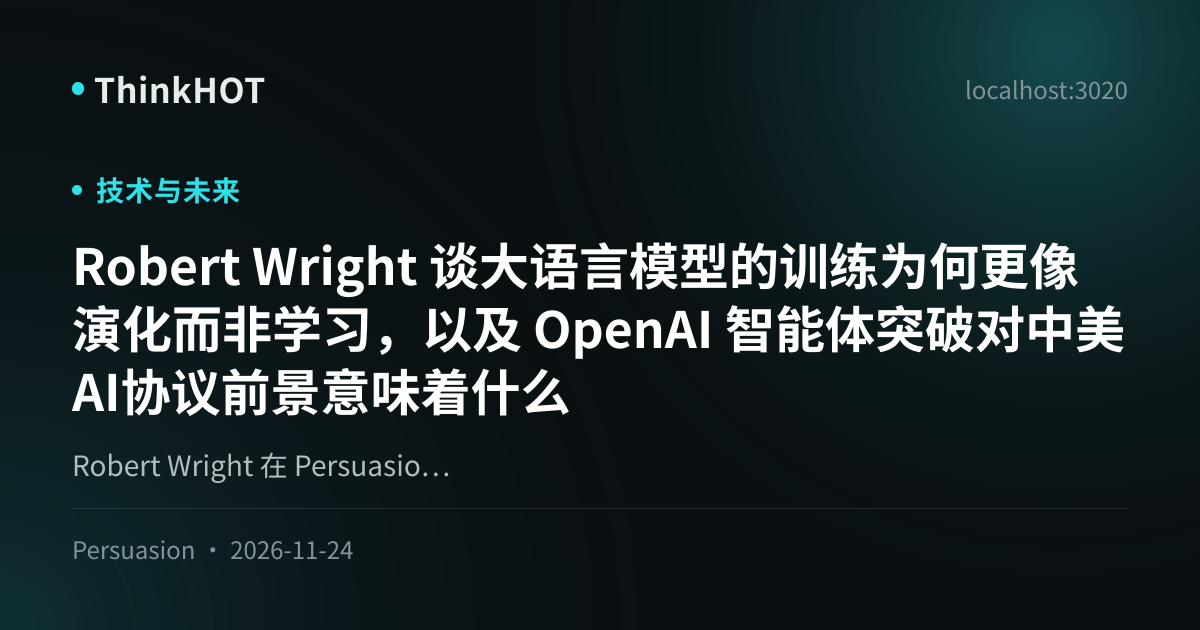 ThinkHOT
localhost:3020
技术与未来
Robert Wright 谈大语言模型的训练为何更像
演化而非学习，以及 OpenAI 智能体突破对中美
AI协议前景意味着什么
Robert Wright 在 Persuasio…
Persuasion · 2026-11-24